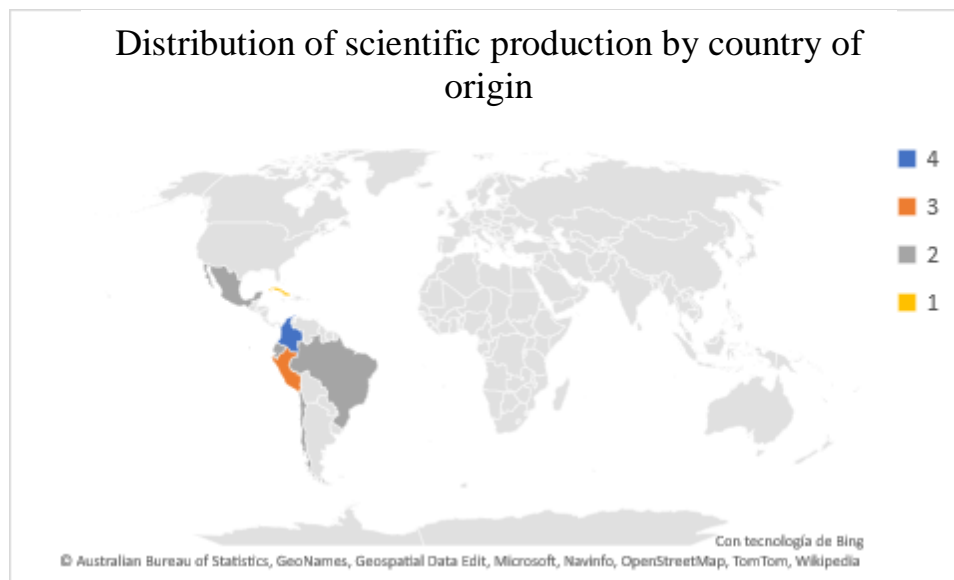 Distribution of scientific production by country of
origin
4
3
2
1
Con tecnología de Bing
© Australian Bureau of Statistics, GeoNames, Geospatial Data Edit, Microsoft, Navinfo, OpenStreetMap, TomTom, Wikipedia